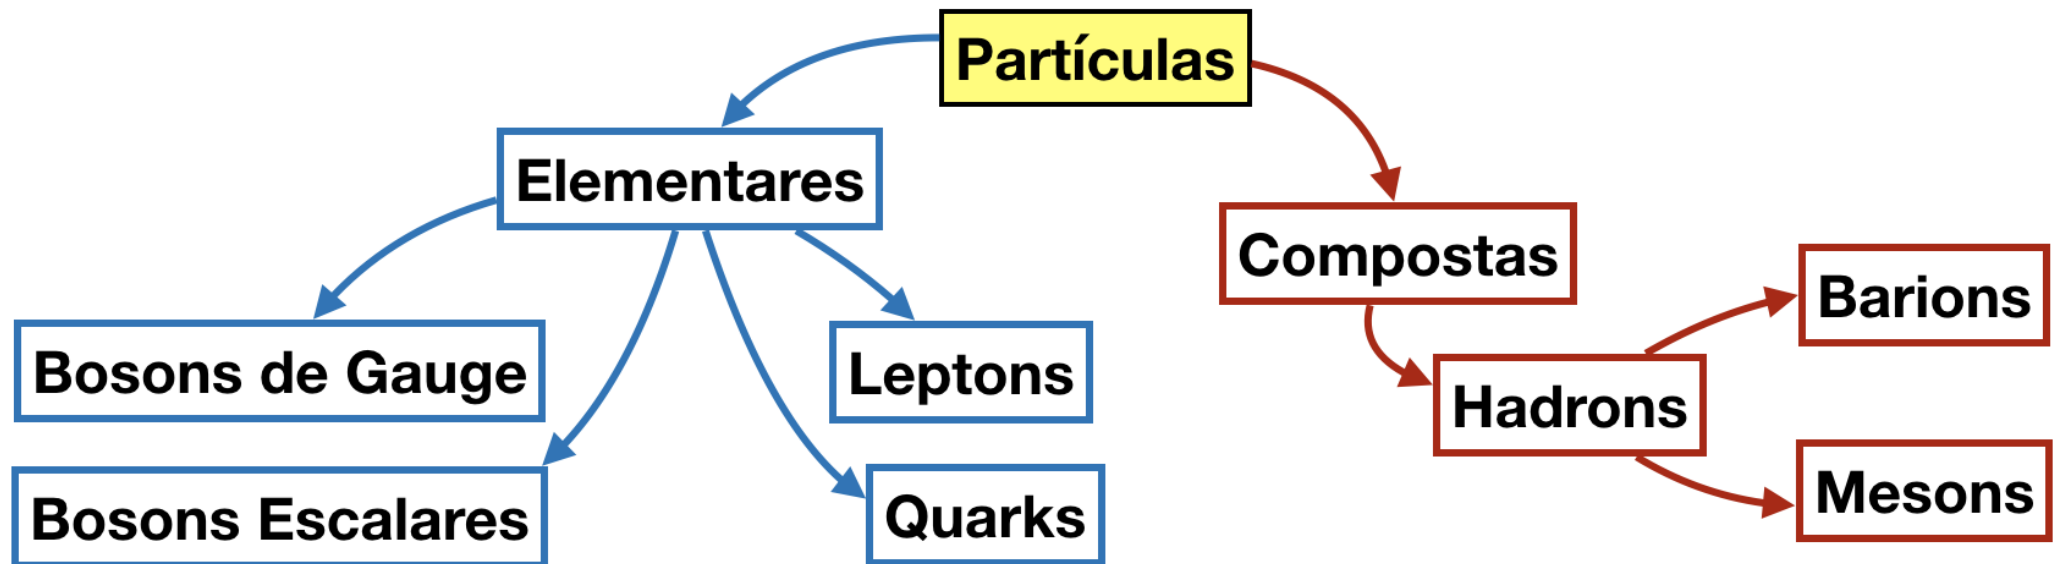 Partículas
Elementares
Compostas
Barions
Bosons de Gauge
Leptons
Hadrons
Bosons Escalares
Quarks
Mesons